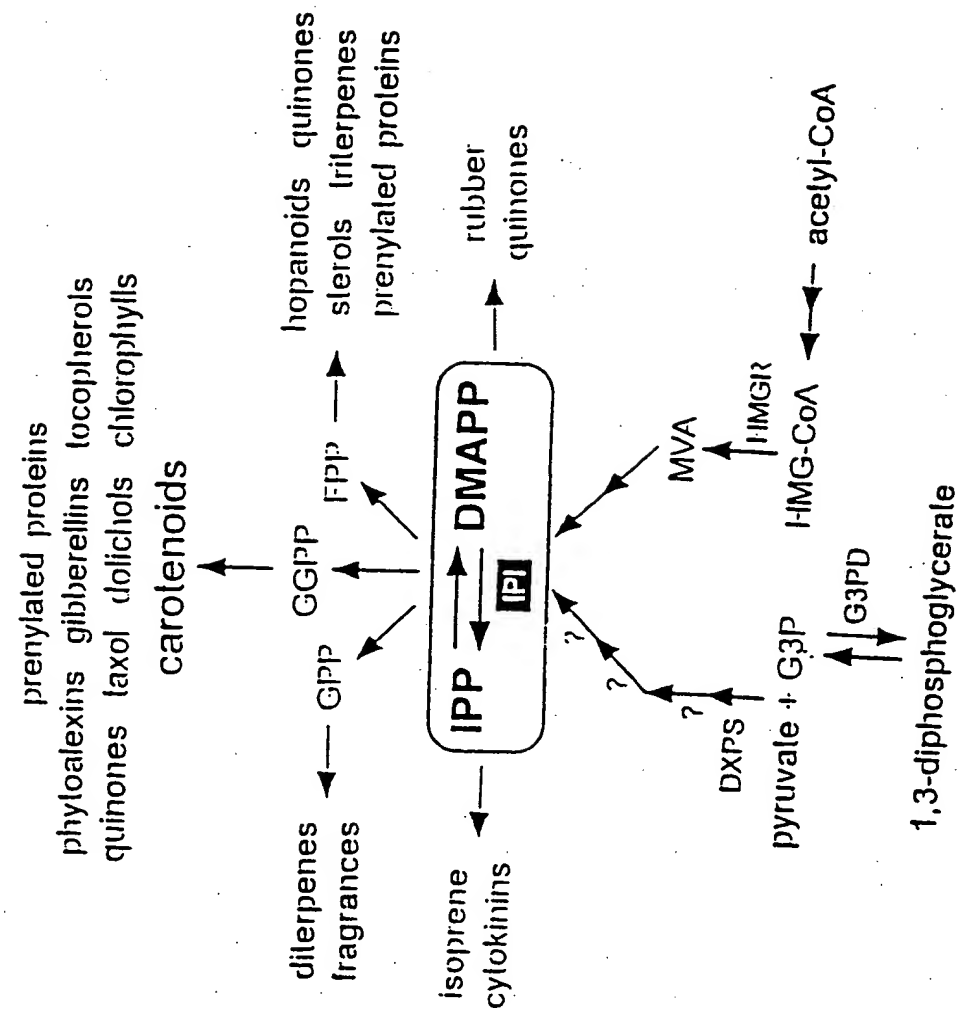 prenylated proteins
phytoalexins gibberellins tocopherols
quinones taxol dolichols chlorophylls
carotenoids
hopanoids quinones
sterols triterpenes
prenylated proteins
diterpenes
fragrances
GPP
GGPP
FPP
isoprene
cytokinins
IPP
DMAPP
IPI
rubber
quinones
?
?
?
DXPS
pyruvate + G3P
G3PD
1,3-diphosphoglycerate
MVA
HMGR
HMG-CoA
acetyl-CoA